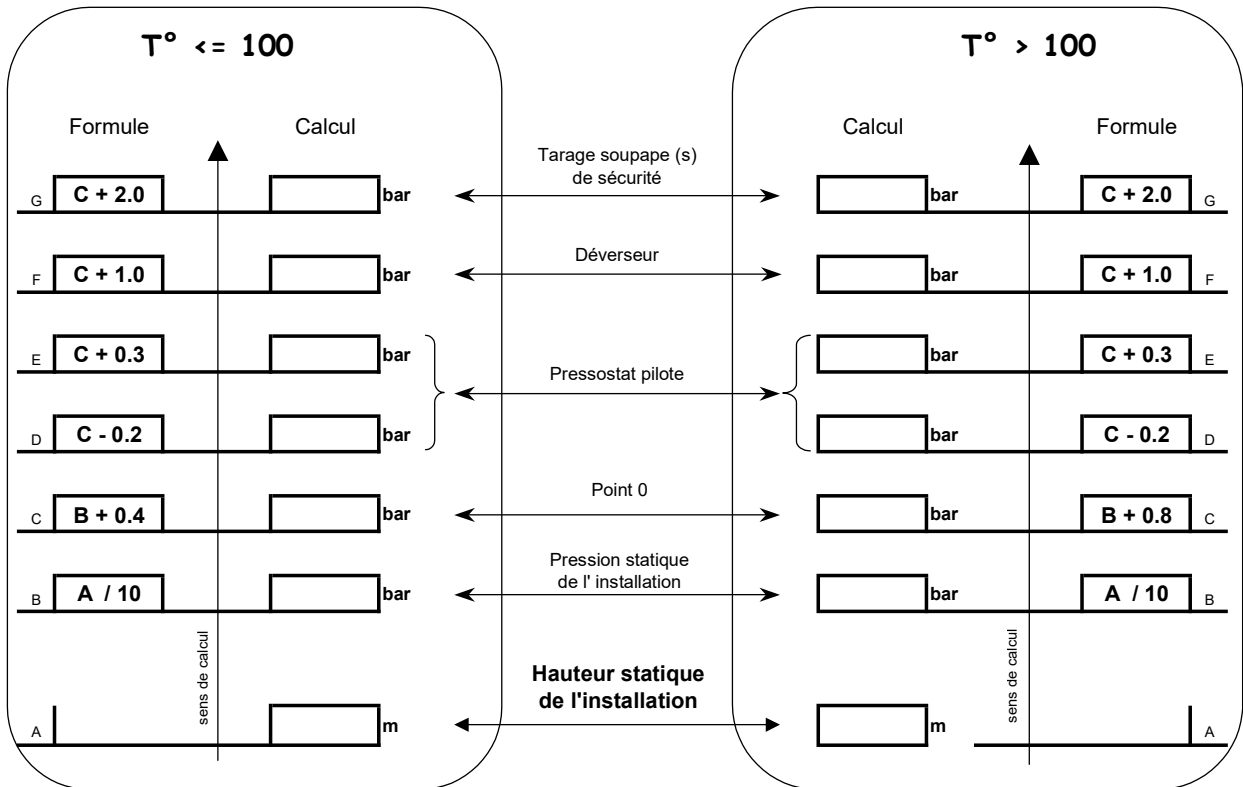 T° <= 100
T° > 100
Formule Calcul
Calcul Formule
Tarage soupape (s)
de sécurité
G C + 2.0 bar
bar C + 2.0 G
Déverseur
F C + 1.0 bar
bar C + 1.0 F
E C + 0.3 bar
bar C + 0.3 E
Pressostat pilote
D C - 0.2 bar
bar C - 0.2 D
Point 0
C B + 0.4 bar
bar B + 0.8 C
Pression statique
de l' installation
B A / 10 bar
bar A / 10 B
sens de calcul
sens de calcul
Hauteur statique
de l'installation
A m
m A